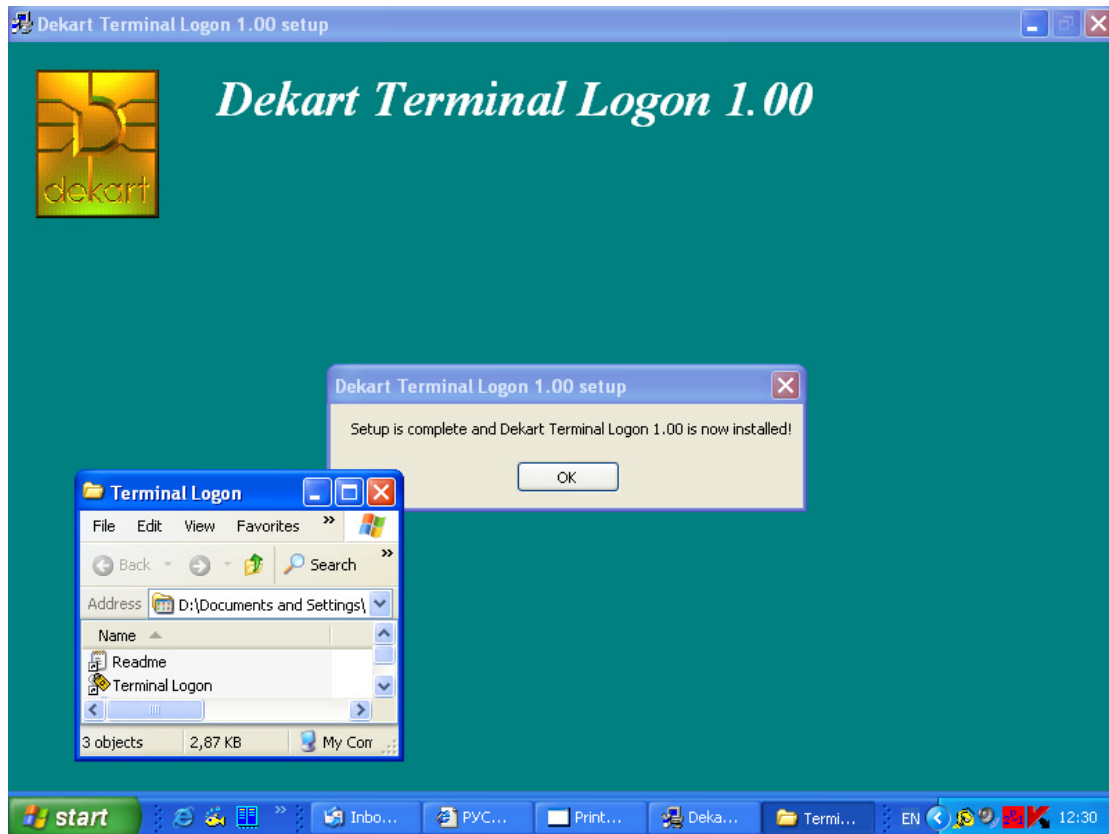 Dekart Terminal Logon 1.00 setup
dekart
Dekart Terminal Logon 1.00
Dekart Terminal Logon 1.00 setup
Setup is complete and Dekart Terminal Logon 1.00 is now installed!
OK
Terminal Logon
File Edit View Favorites »
Back Search »
Address D:\Documents and Settings\
Name
Readme
Terminal Logon
3 objects 2,87 KB My Com
start » Inbo... РУС... Print... Deka... Termi... EN 12:30